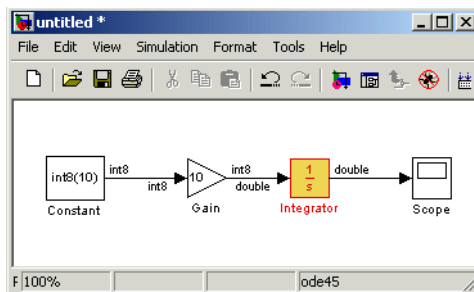 untitled *
File Edit View Simulation Format Tools Help
int8(10) int8 int8 10 int8 double 1/s double
Constant Gain Integrator Scope
F 100% ode45